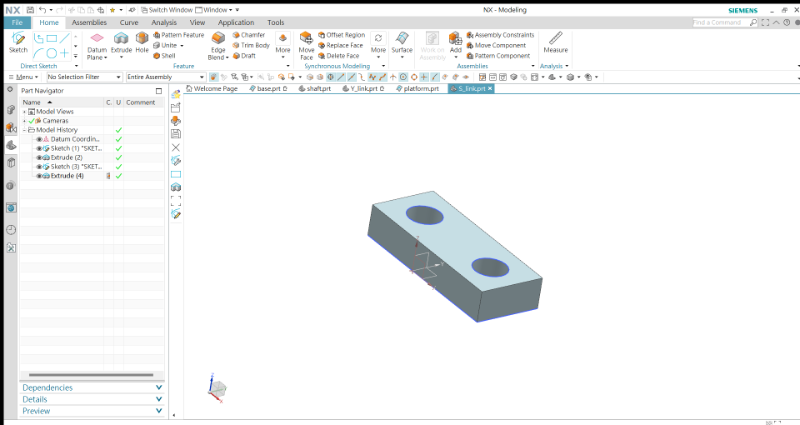 NX
Switch Window
Window
NX - Modeling
SIEMENS
File
Home
Assemblies
Curve
Analysis
View
Application
Tools
Find a Command
Sketch
Direct Sketch
Datum Plane
Extrude
Hole
Pattern Feature
Unite
Shell
Edge Blend
Chamfer
Trim Body
Draft
More
Feature
Move Face
Offset Region
Replace Face
Delete Face
More
Synchronous Modeling
Surface
Work on Assembly
Add
Assembly Constraints
Move Component
Pattern Component
Assemblies
Measure
Analysis
Menu
No Selection Filter
Entire Assembly
Part Navigator
Welcome Page
base.prt
shaft.prt
Y_link.prt
platform.prt
S_link.prt
Name
C.
U
Comment
Model Views
Cameras
Model History
Datum Coordin...
Sketch (1) "SKET...
Extrude (2)
Sketch (3) "SKET...
Extrude (4)
Dependencies
Details
Preview